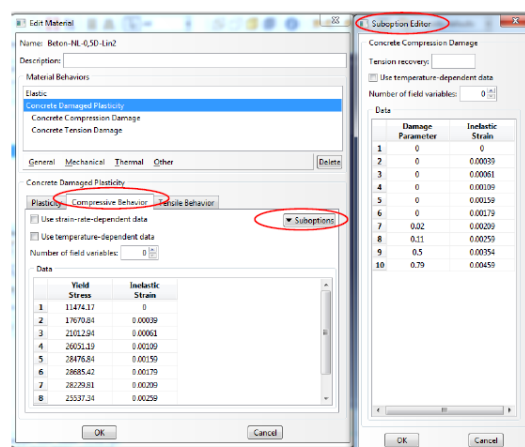 Edit Material
Name: Beton-NL-0,5D-Lin2
Description:
Material Behaviors
Elastic
Concrete Damaged Plasticity
Concrete Compression Damage
Concrete Tension Damage
General Mechanical Thermal Other Delete
Concrete Damaged Plasticity
Plasticity Compressive Behavior Tensile Behavior
Use strain-rate-dependent data
Suboptions
Use temperature-dependent data
Number of field variables: 0
Data
Yield Stress Inelastic Strain
1 11474.17 0
2 17670.84 0.00039
3 21012.94 0.00061
4 26051.19 0.00109
5 28476.84 0.00159
6 28685.42 0.00179
7 28229.81 0.00209
8 25537.34 0.00259
OK Cancel
Suboption Editor
Concrete Compression Damage
Tension recovery:
Use temperature-dependent data
Number of field variables: 0
Data
Damage Parameter Inelastic Strain
1 0 0
2 0 0.00039
3 0 0.00061
4 0 0.00109
5 0 0.00159
6 0 0.00179
7 0.02 0.00209
8 0.11 0.00259
9 0.5 0.00354
10 0.79 0.00459
OK Cancel